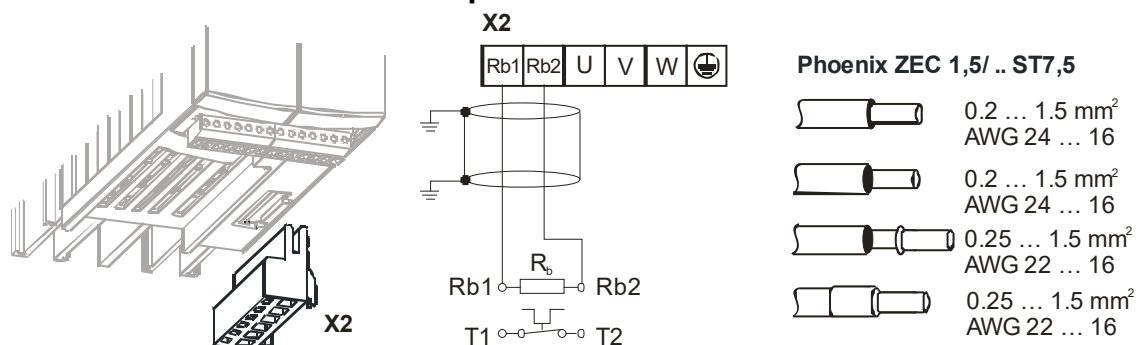 X2
Rb1 Rb2 U V W
Phoenix ZEC 1,5/ .. ST7,5
0.2 … 1.5 mm²
AWG 24 … 16
0.2 … 1.5 mm²
AWG 24 … 16
0.25 … 1.5 mm²
AWG 22 … 16
0.25 … 1.5 mm²
AWG 22 … 16
Rb
Rb1 Rb2
T1 T2
X2